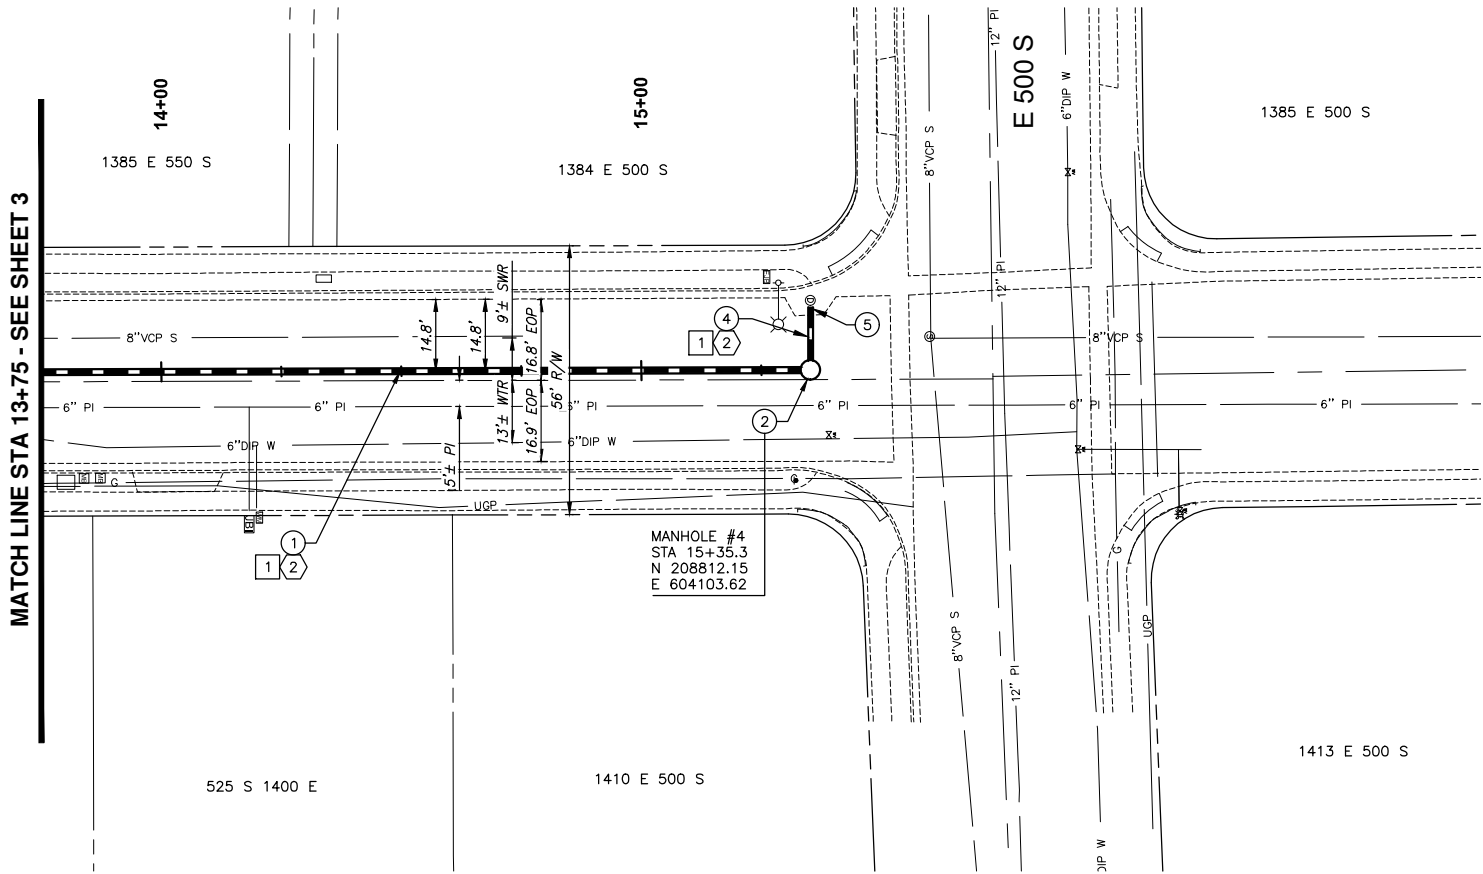 MATCH LINE STA 13+75 - SEE SHEET 3
14+00
1385 E 550 S
15+00
1384 E 500 S
12" PI
E 500 S
6"DIP W
8"VCP S
1385 E 500 S
12" PI
8"VCP S
14.8'
14.8'
9'± SWR
16.8' EOP
56' R/W
4
1
2
5
8"VCP S
6" PI
6" PI
6" PI
6" PI
6" PI
6" PI
6"DIP W
5'± PI
13'± WTR
16.9' EOP
6"DIP W
2
G
UGP
1
1
2
MANHOLE #4
STA 15+35.3
N 208812.15
E 604103.62
G
UGP
8"VCP S
12" PI
525 S 1400 E
1410 E 500 S
1413 E 500 S
DIP W